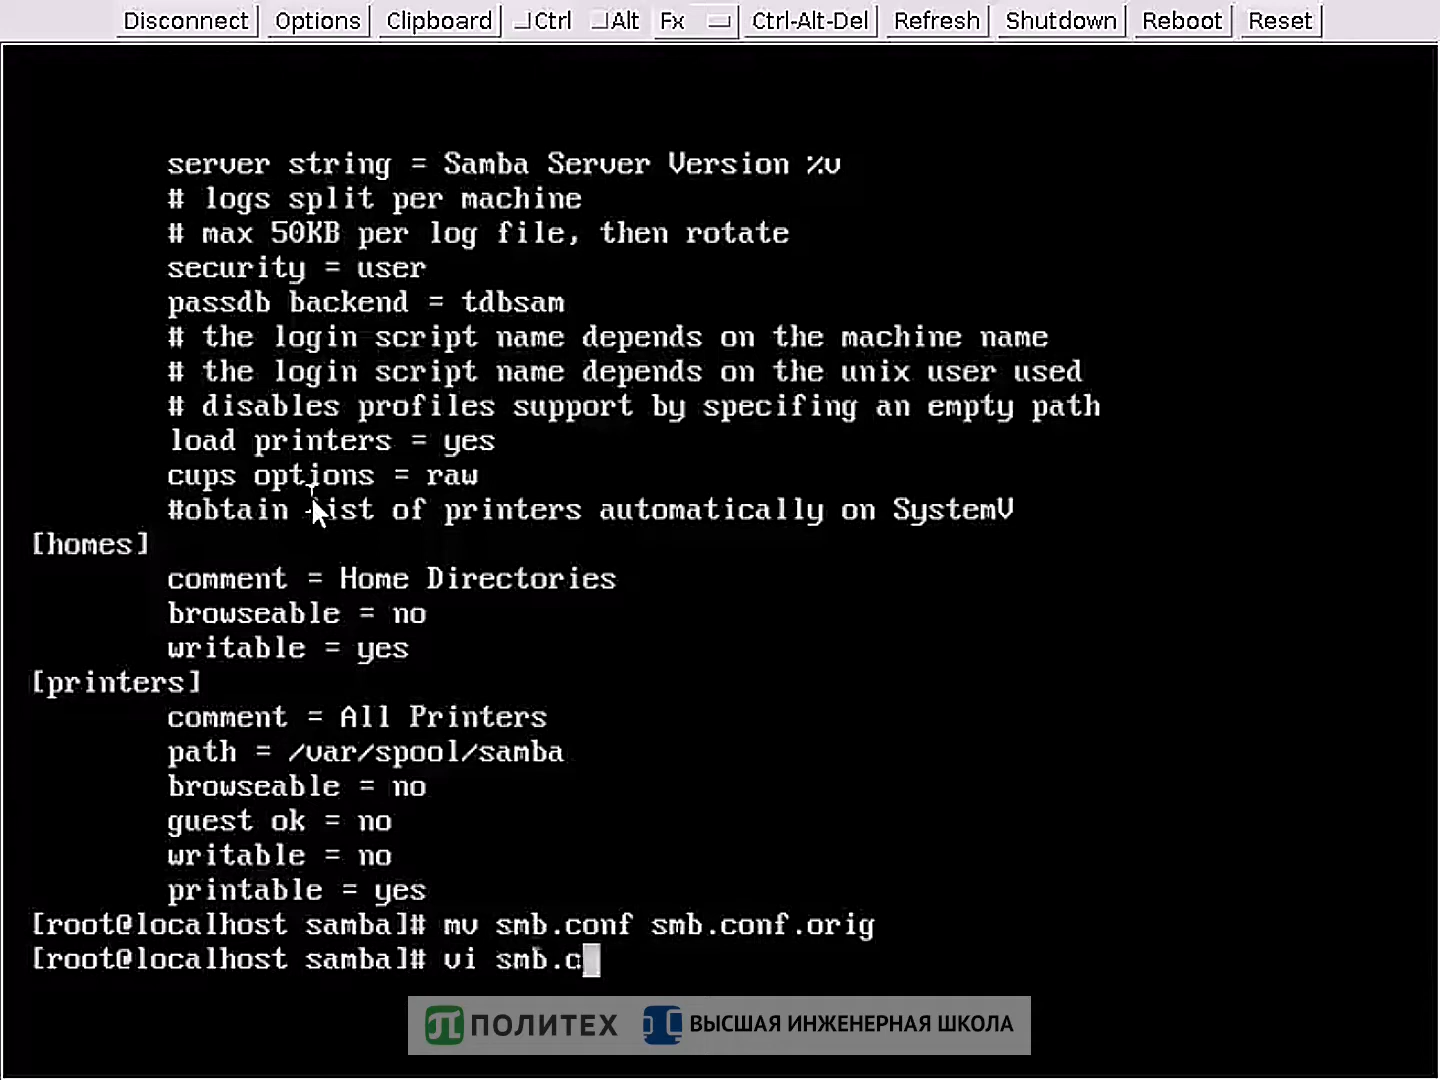 Disconnect Options Clipboard Ctrl Alt Fx Ctrl-Alt-Del Refresh Shutdown Reboot Reset
server string = Samba Server Version %v
# logs split per machine
# max 50KB per log file, then rotate
security = user
passdb backend = tdbsam
# the login script name depends on the machine name
# the login script name depends on the unix user used
# disables profiles support by specifing an empty path
load printers = yes
cups options = raw
#obtain list of printers automatically on SystemV
[homes]
comment = Home Directories
browseable = no
writable = yes
[printers]
comment = All Printers
path = /var/spool/samba
browseable = no
guest ok = no
writable = no
printable = yes
[root@localhost samba]# mv smb.conf smb.conf.orig
[root@localhost samba]# vi smb.c
ПОЛИТЕХ ВЫСШАЯ ИНЖЕНЕРНАЯ ШКОЛА